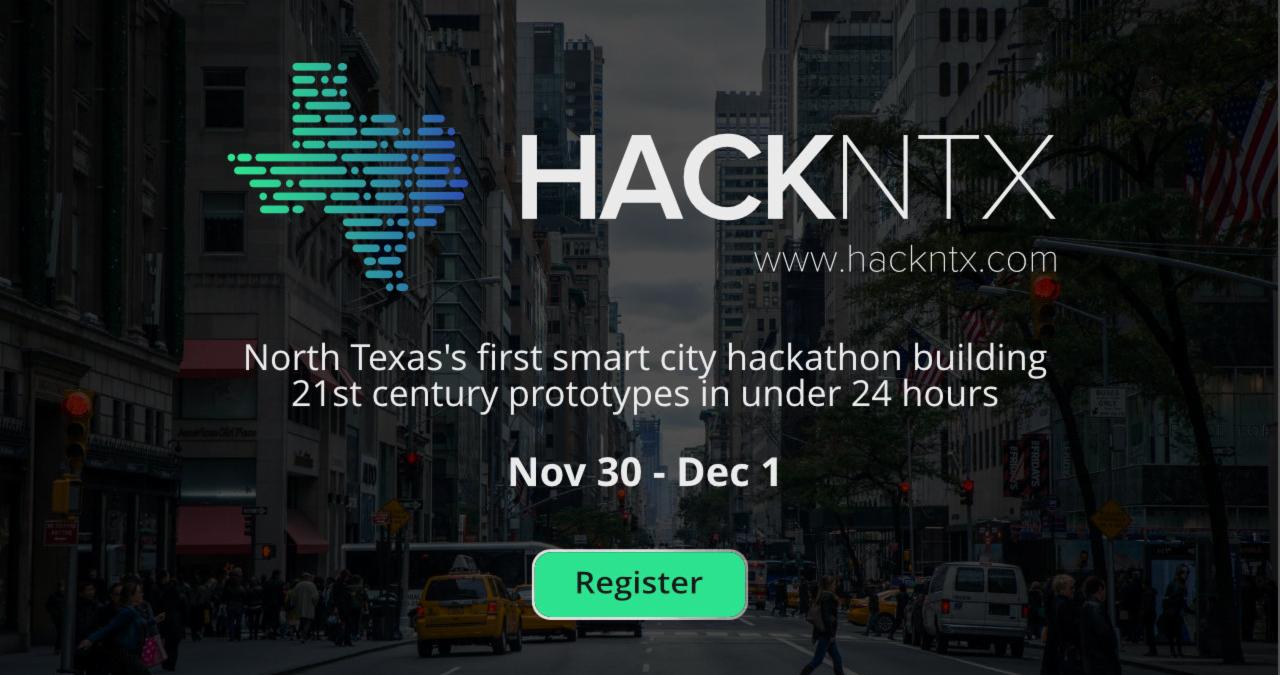 HACKNTX
www.hackntx.com
North Texas's first smart city hackathon building
21st century prototypes in under 24 hours
Nov 30 - Dec 1
Register